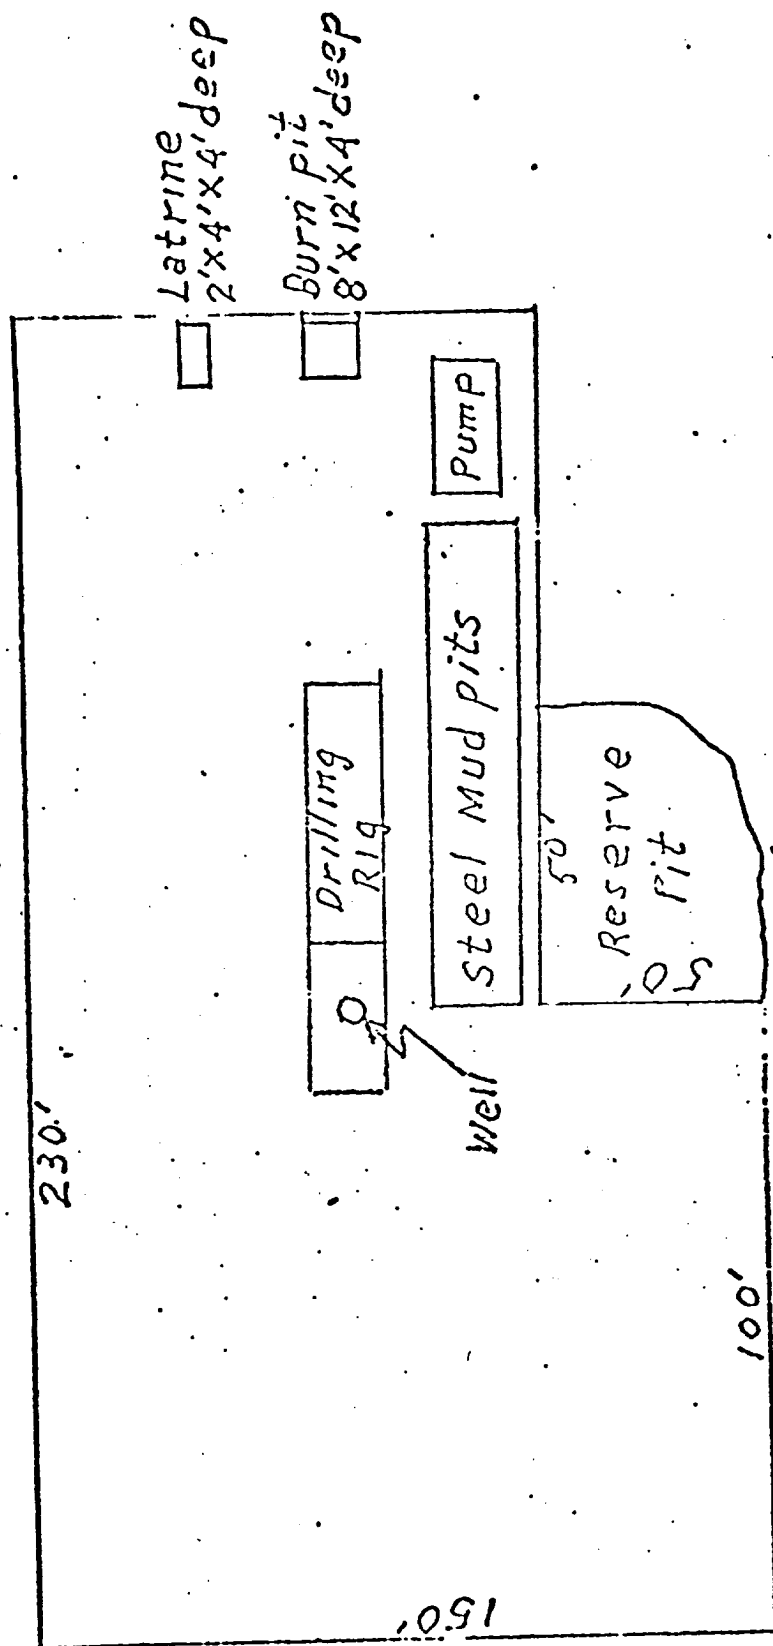 230.'
Latrine
2'x4'x4'deep
Burn pit
8'x12'x4'deep
Drilling
Rig
Pump
Steel Mud pits
Well
50'
Reserve
Pit
50'
150'
100'